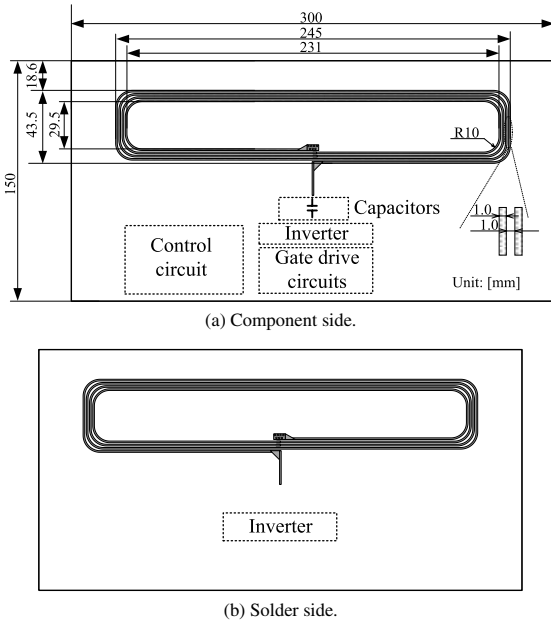 300
245
231
18.6
43.5
29.5
150
R10
1.0
1.0
Capacitors
Inverter
Control
circuit
Gate drive
circuits
Unit: [mm]
(a) Component side.
Inverter
(b) Solder side.